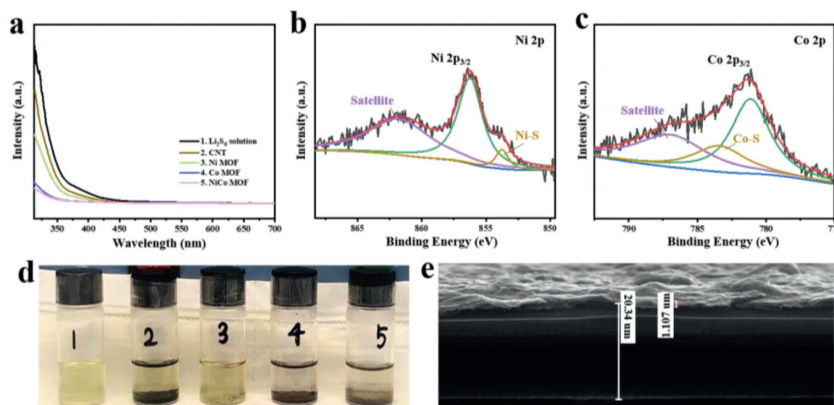 a
Intensity (a.u.)
1. Li₂S₆ solution
2. CNT
3. Ni MOF
4. Co MOF
5. NiCo MOF
350 400 450 500 550 600 650 700
Wavelength (nm)
b
Ni 2p
Intensity (a.u.)
Ni 2p3/2
Satellite
Ni-S
865 860 855 850
Binding Energy (eV)
c
Co 2p
Intensity (a.u.)
Co 2p3/2
Satellite
Co-S
790 785 780 77
Binding Energy (eV)
d
1 2 3 4 5
e
20.34 um
1.107 um